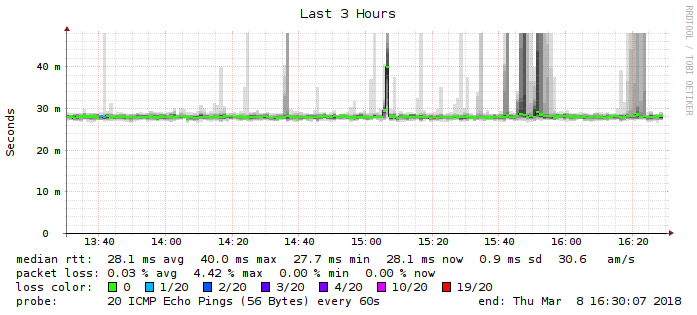 Last 3 Hours
RRDTOOL / TOBI OETIKER
Seconds
40 m
30 m
20 m
10 m
0
13:40 14:00 14:20 14:40 15:00 15:20 15:40 16:00 16:20
median rtt: 28.1 ms avg 40.0 ms max 27.7 ms min 28.1 ms now 0.9 ms sd 30.6 am/s
packet loss: 0.03 % avg 4.42 % max 0.00 % min 0.00 % now
loss color: 0 1/20 2/20 3/20 4/20 10/20 19/20
probe: 20 ICMP Echo Pings (56 Bytes) every 60s end: Thu Mar 8 16:30:07 2018